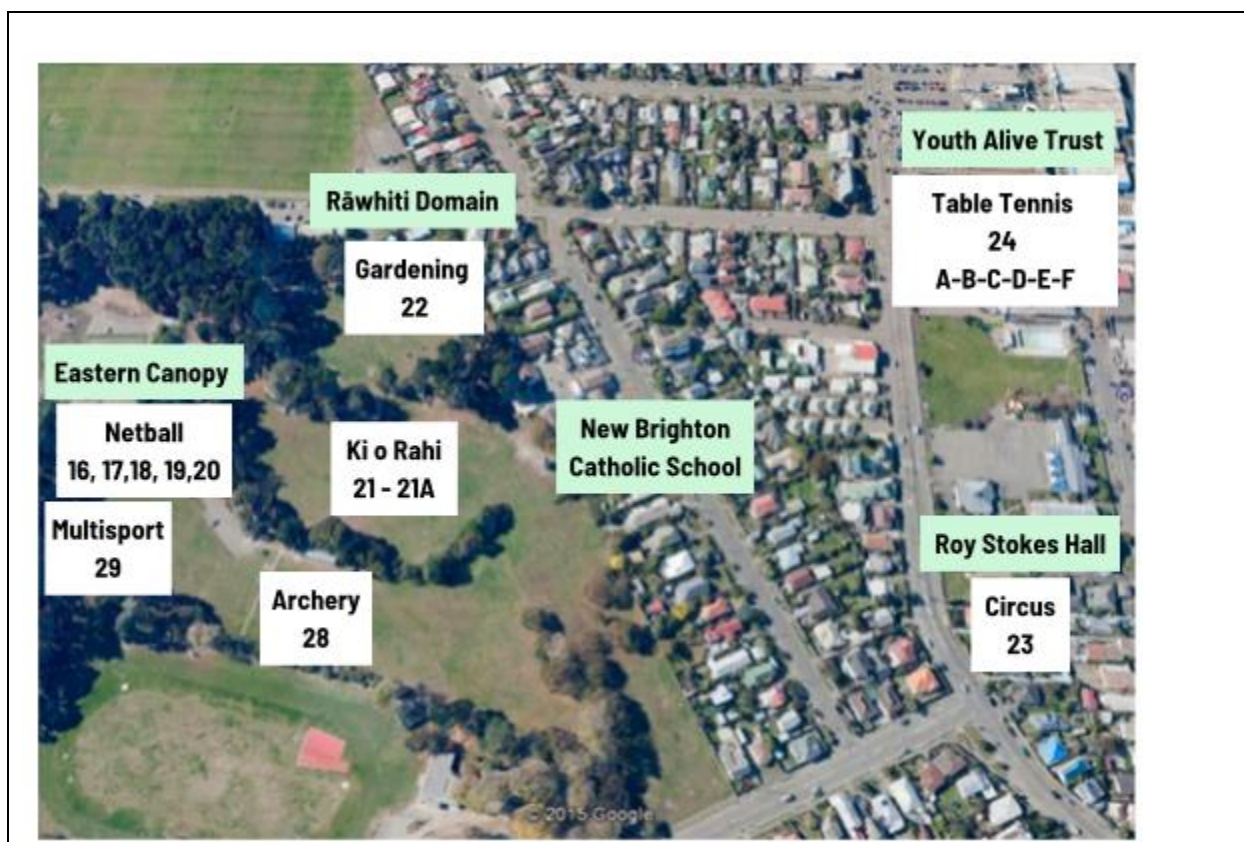 Youth Alive Trust
Table Tennis
24
A-B-C-D-E-F
Rāwhiti Domain
Gardening
22
Eastern Canopy
Netball
16, 17,18, 19,20
Ki o Rahi
21 - 21A
New Brighton
Catholic School
Multisport
29
Roy Stokes Hall
Archery
28
Circus
23
© 2015 Google